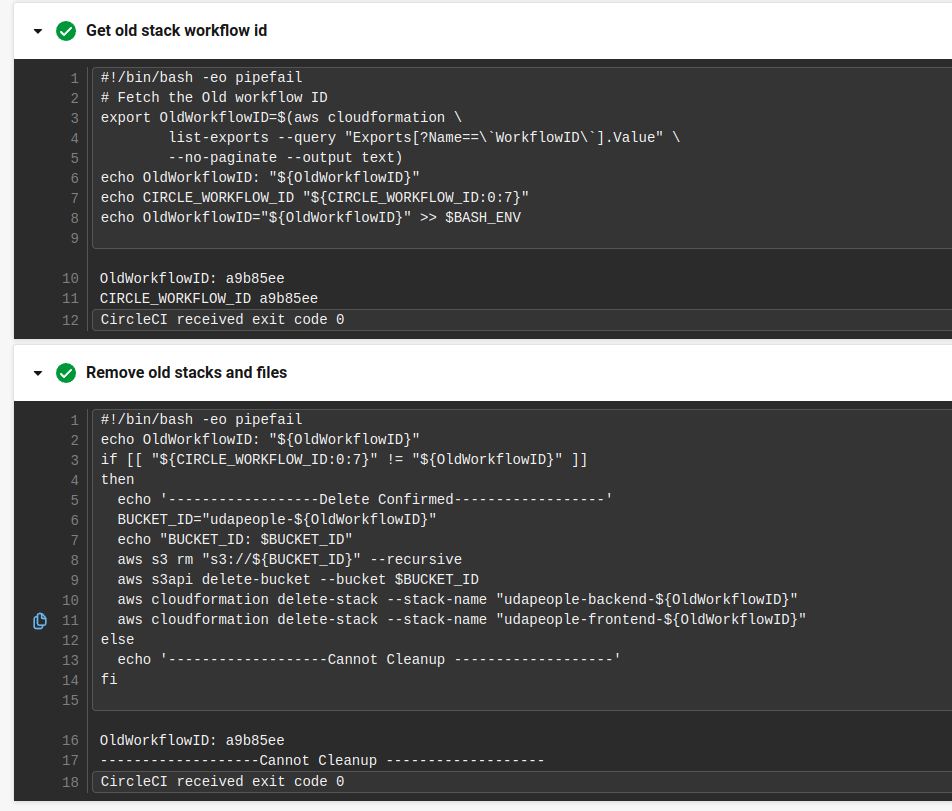 Get old stack workflow id
1 #!/bin/bash -eo pipefail
2 # Fetch the Old workflow ID
3 export OldWorkflowID=$(aws cloudformation \
4         list-exports --query "Exports[?Name==\`WorkflowID\`].Value" \
5         --no-paginate --output text)
6 echo OldWorkflowID: "${OldWorkflowID}"
7 echo CIRCLE_WORKFLOW_ID "${CIRCLE_WORKFLOW_ID:0:7}"
8 echo OldWorkflowID="${OldWorkflowID}" >> $BASH_ENV
9
10 OldWorkflowID: a9b85ee
11 CIRCLE_WORKFLOW_ID a9b85ee
12 CircleCI received exit code 0
Remove old stacks and files
1 #!/bin/bash -eo pipefail
2 echo OldWorkflowID: "${OldWorkflowID}"
3 if [[ "${CIRCLE_WORKFLOW_ID:0:7}" != "${OldWorkflowID}" ]]
4 then
5   echo '------------------Delete Confirmed------------------'
6   BUCKET_ID="udapeople-${OldWorkflowID}"
7   echo "BUCKET_ID: $BUCKET_ID"
8   aws s3 rm "s3://${BUCKET_ID}" --recursive
9   aws s3api delete-bucket --bucket $BUCKET_ID
10   aws cloudformation delete-stack --stack-name "udapeople-backend-${OldWorkflowID}"
11   aws cloudformation delete-stack --stack-name "udapeople-frontend-${OldWorkflowID}"
12 else
13   echo '-------------------Cannot Cleanup -------------------'
14 fi
15
16 OldWorkflowID: a9b85ee
17 -------------------Cannot Cleanup -------------------
18 CircleCI received exit code 0